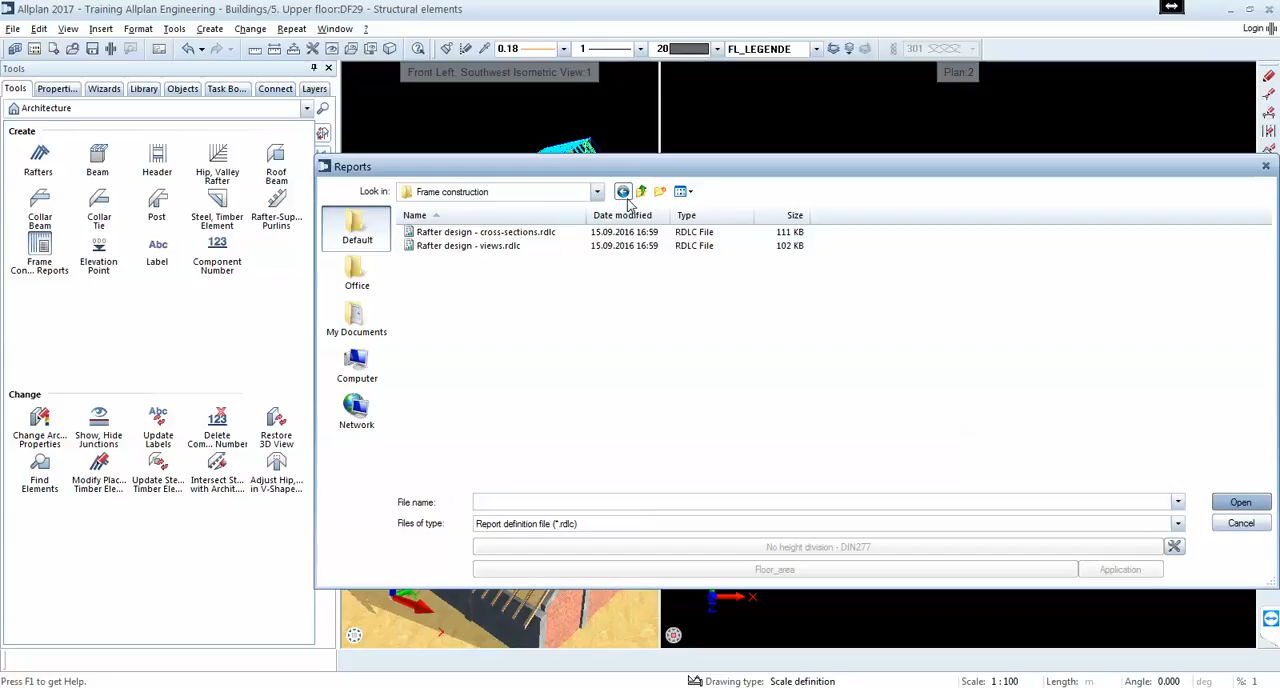 Allplan 2017 - Training Allplan Engineering - Buildings/5. Upper floor:DF29 - Structural elements
File Edit View Insert Format Tools Create Change Repeat Window ?
Login
0.18 1 20 FL_LEGENDE 301
Tools
Front Left, Southwest Isometric View:1
Plan:2
Tools Properti... Wizards Library Objects Task Bo... Connect Layers
Architecture
Create
Rafters
Beam
Header
Hip, Valley Rafter
Roof Beam
Collar Beam
Collar Tie
Post
Steel, Timber Element
Rafter-Sup... Purlins
Frame Con... Reports
Elevation Point
Abc
Label
123
Component Number
Change
Change Arc... Properties
Show, Hide Junctions
Abc
Update Labels
123
Delete Com... Number
Restore 3D View
Find Elements
Modify Plac... Timber Ele...
Update Ste... Timber Ele...
Intersect St... with Archit...
Adjust Hip,... in V-Shape...
Reports
Look in: Frame construction
Name Date modified Type Size
Rafter design - cross-sections.rdlc 15.09.2016 16:59 RDLC File 111 KB
Rafter design - views.rdlc 15.09.2016 16:59 RDLC File 102 KB
Default
Office
My Documents
Computer
Network
File name:
Open
Files of type: Report definition file (*.rdlc)
Cancel
No height division - DIN277
Floor_area Application
X
Press F1 to get Help.
Drawing type: Scale definition
Scale: 1 : 100 Length: m Angle: 0.000 deg %: 1